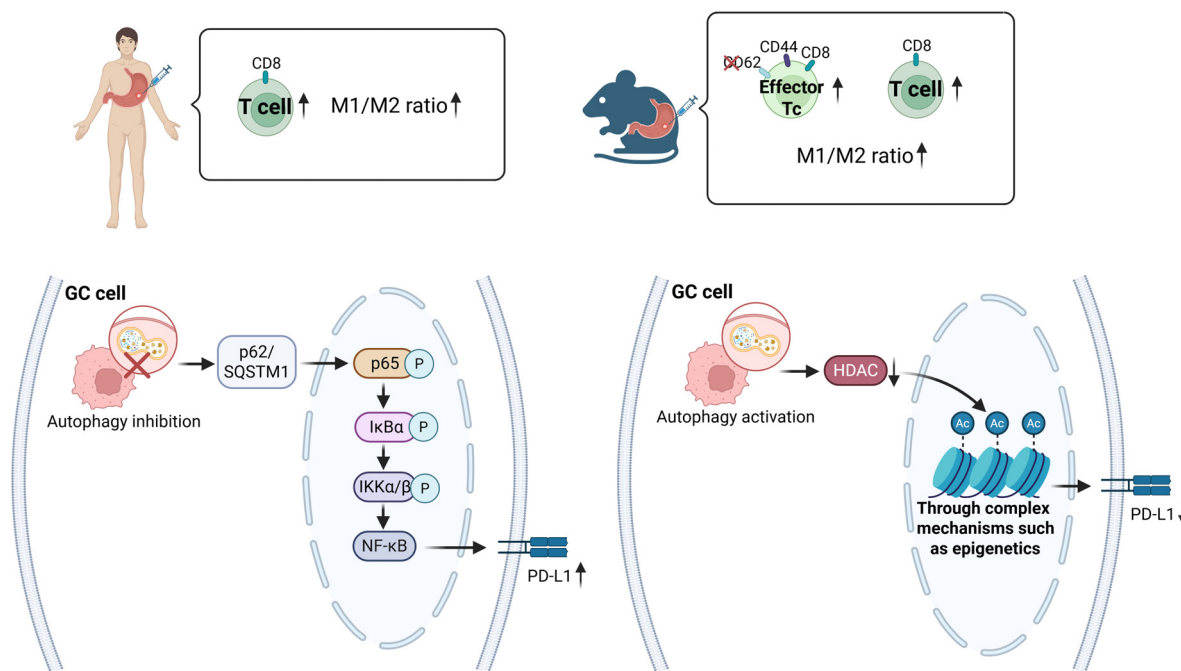 CD8
T cell
M1/M2 ratio
CD62
CD44
CD8
Effector
Tc
CD8
T cell
M1/M2 ratio
GC cell
Autophagy inhibition
p62/
SQSTM1
p65
P
IκBα
P
IKKα/β
P
NF-κB
PD-L1
GC cell
Autophagy activation
HDAC
Ac
Ac
Ac
Through complex
mechanisms such
as epigenetics
PD-L1